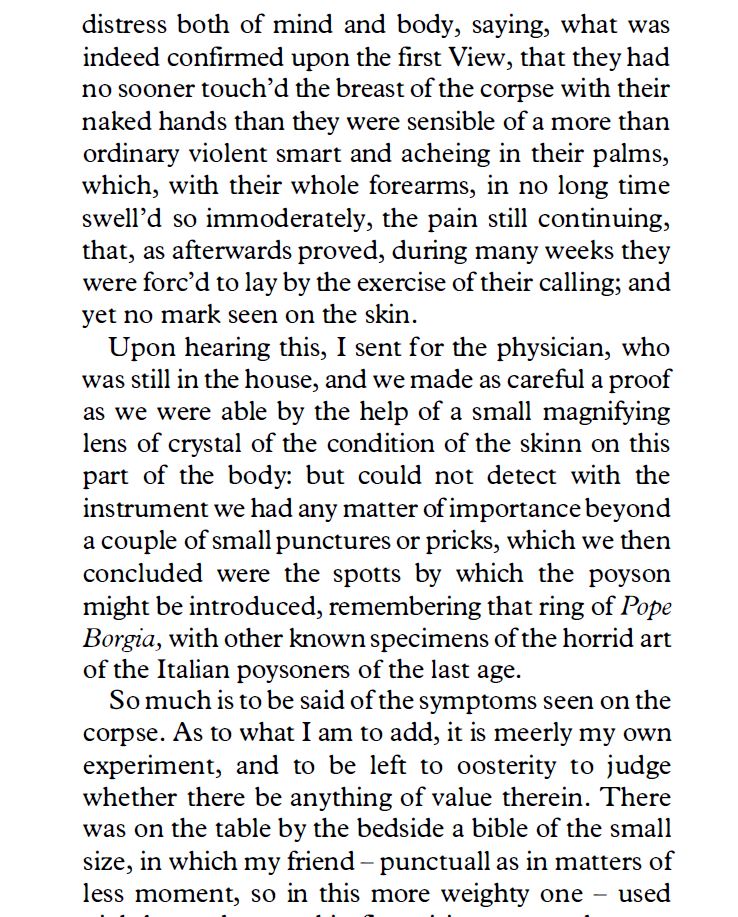 distress both of mind and body, saying, what was
indeed confirmed upon the first View, that they had
no sooner touch’d the breast of the corpse with their
naked hands than they were sensible of a more than
ordinary violent smart and acheing in their palms,
which, with their whole forearms, in no long time
swell’d so immoderately, the pain still continuing,
that, as afterwards proved, during many weeks they
were forc’d to lay by the exercise of their calling; and
yet no mark seen on the skin.
Upon hearing this, I sent for the physician, who
was still in the house, and we made as careful a proof
as we were able by the help of a small magnifying
lens of crystal of the condition of the skinn on this
part of the body: but could not detect with the
instrument we had any matter of importance beyond
a couple of small punctures or pricks, which we then
concluded were the spotts by which the poyson
might be introduced, remembering that ring of Pope
Borgia, with other known specimens of the horrid art
of the Italian poysoners of the last age.
So much is to be said of the symptoms seen on the
corpse. As to what I am to add, it is meerly my own
experiment, and to be left to oosterity to judge
whether there be anything of value therein. There
was on the table by the bedside a bible of the small
size, in which my friend – punctuall as in matters of
less moment, so in this more weighty one – used